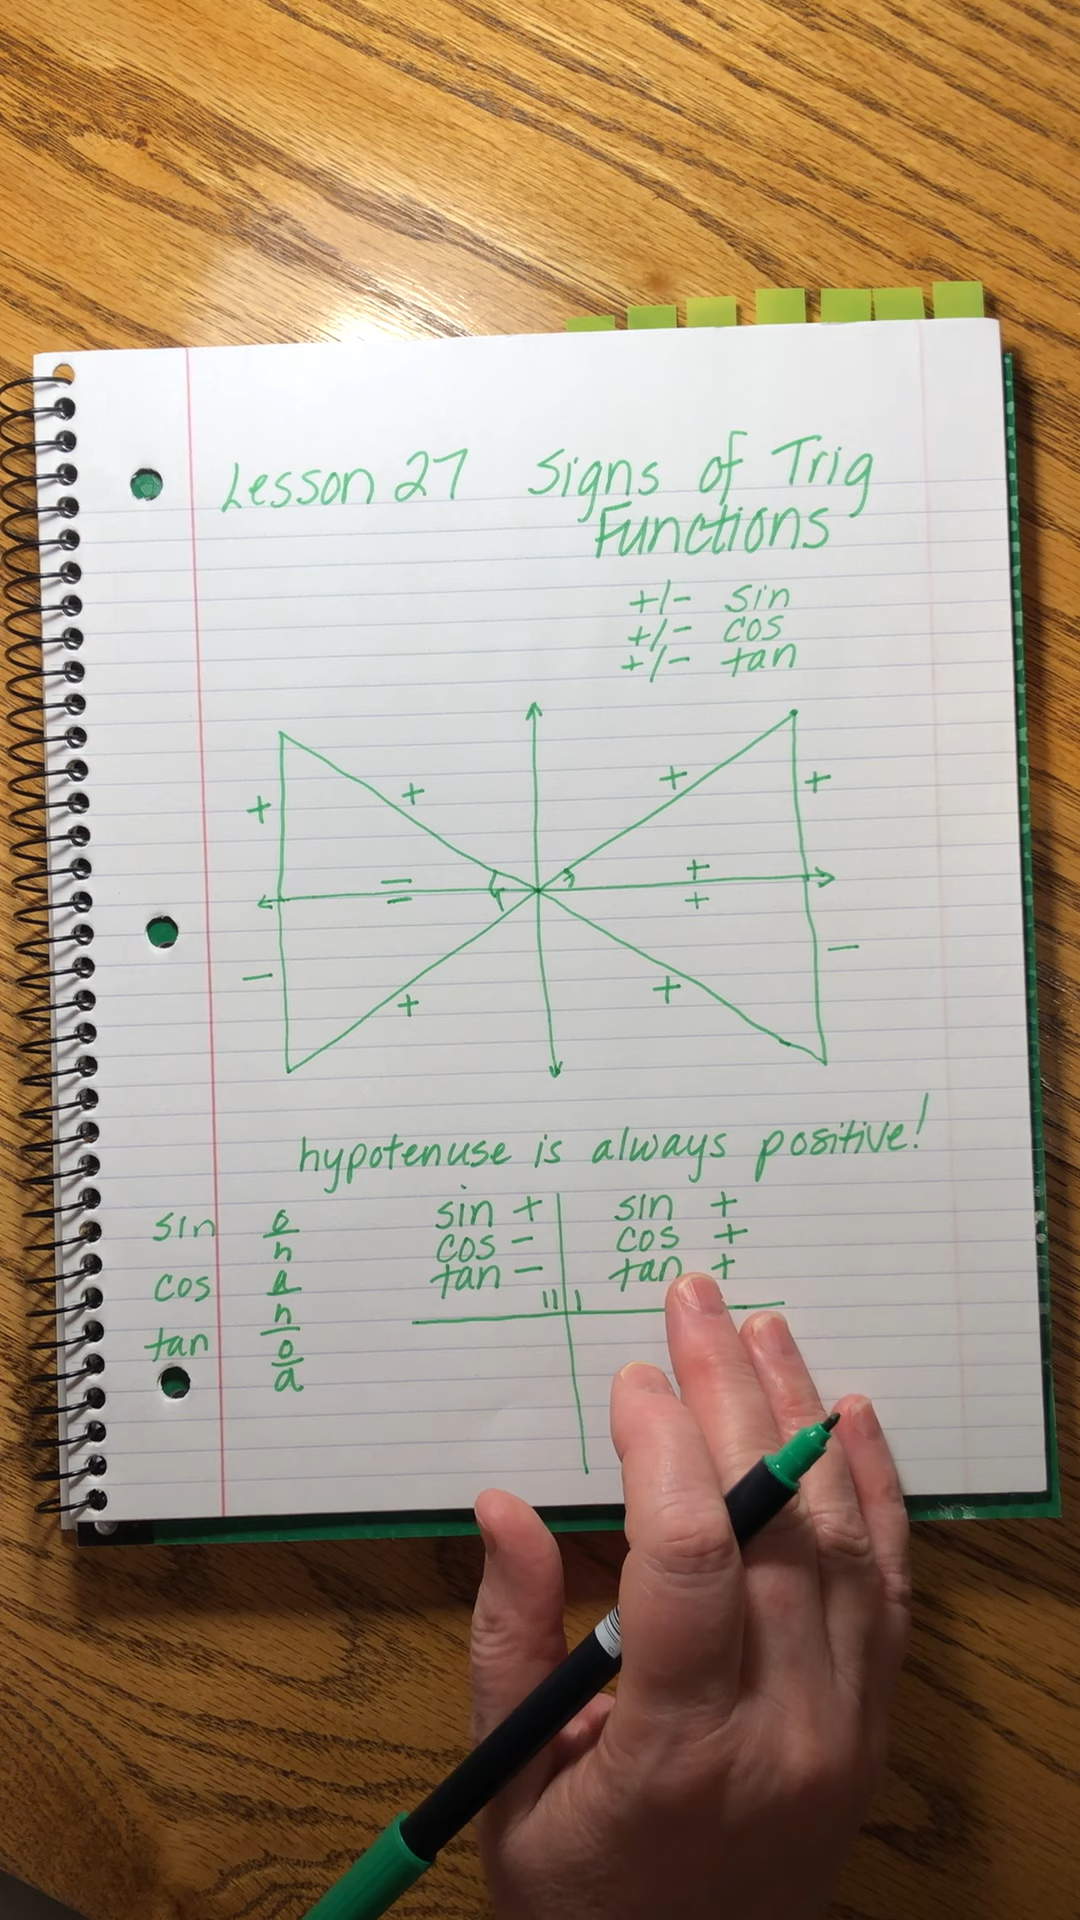 Lesson 27 Signs of Trig
Functions
+/- sin
+/- cos
+/- tan
+ + + +
= +
+
- + + -
hypotenuse is always positive!
sin o/h
cos a/h
tan o/a
sin + sin +
cos - cos +
tan - tan +
II I